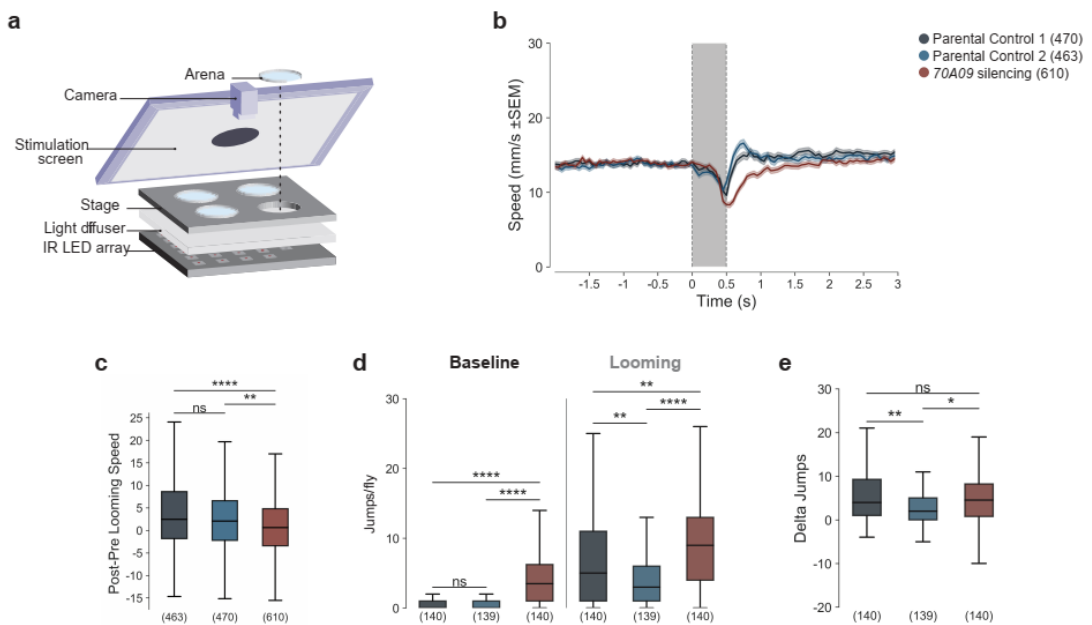 a
Arena
Camera
Stimulation
screen
Stage
Light dffuser
IR LED array
b
30
20
10
0
Speed (mm/s ±SEM)
-1.5
-1
-0.5
0
0.5
1
1.5
2
2.5
3
Time (s)
Parental Control 1 (470)
Parental Control 2 (463)
70A09 silencing (610)
c
****
ns
**
25
20
15
10
5
0
-5
-10
-15
Post-Pre Looming Speed
(463)
(470)
(610)
d
Baseline
Looming
30
20
10
0
Jumps/fly
****
****
ns
**
**
****
(140)
(139)
(140)
(140)
(139)
(140)
e
30
20
10
0
-10
-20
Delta Jumps
ns
**
*
(140)
(139)
(140)